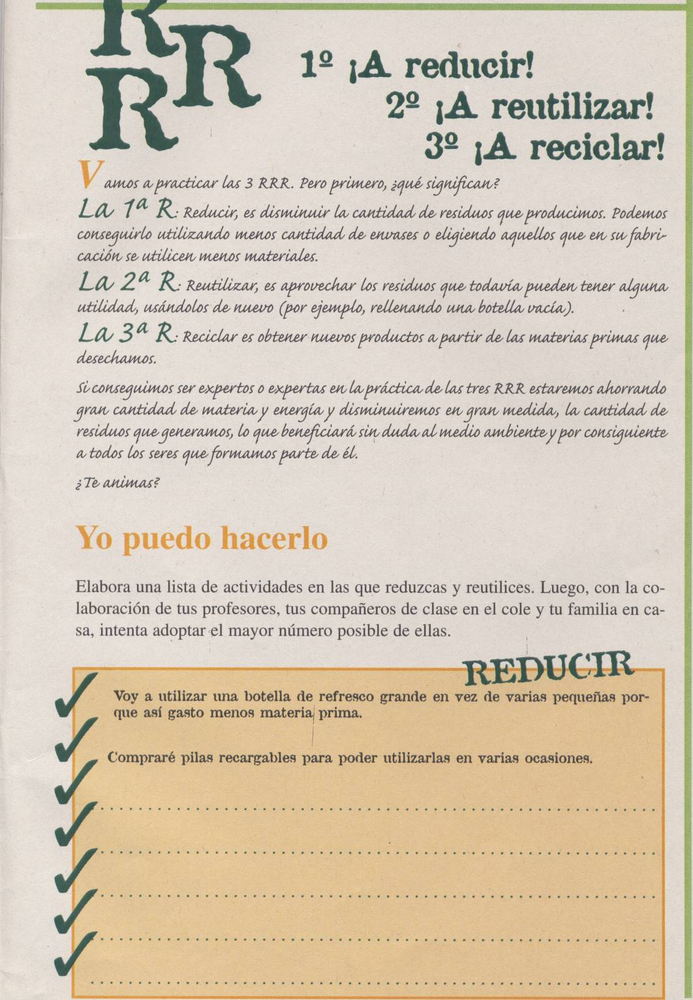 R
R
R
1º ¡A reducir!
2º ¡A reutilizar!
3º ¡A reciclar!
Vamos a practicar las 3 RRR. Pero primero, ¿qué significan?
La 1ª R: Reducir, es disminuir la cantidad de residuos que producimos. Podemos
conseguirlo utilizando menos cantidad de envases o eligiendo aquellos que en su fabri-
cación se utilicen menos materiales.
La 2ª R: Reutilizar, es aprovechar los residuos que todavía pueden tener alguna
utilidad, usándolos de nuevo (por ejemplo, rellenando una botella vacía).
La 3ª R: Reciclar es obtener nuevos productos a partir de las materias primas que
desechamos.
Si conseguimos ser expertos o expertas en la práctica de las tres RRR estaremos ahorrando
gran cantidad de materia y energía y disminuiremos en gran medida, la cantidad de
residuos que generamos, lo que beneficiará sin duda al medio ambiente y por consiguiente
a todos los seres que formamos parte de él.
¿Te animas?
Yo puedo hacerlo
Elabora una lista de actividades en las que reduzcas y reutilices. Luego, con la co-
laboración de tus profesores, tus compañeros de clase en el cole y tu familia en ca-
sa, intenta adoptar el mayor número posible de ellas.
REDUCIR
Voy a utilizar una botella de refresco grande en vez de varias pequeñas por-
que así gasto menos materia prima.
Compraré pilas recargables para poder utilizarlas en varias ocasiones.